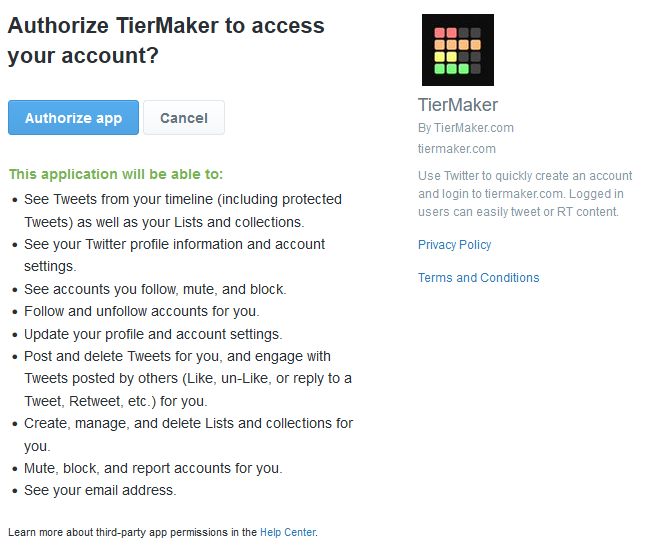 Authorize TierMaker to access
your account?
Authorize app
Cancel
This application will be able to:
See Tweets from your timeline (including protected
Tweets) as well as your Lists and collections.
See your Twitter profile information and account
settings.
See accounts you follow, mute, and block.
Follow and unfollow accounts for you.
Update your profile and account settings.
Post and delete Tweets for you, and engage with
Tweets posted by others (Like, un-Like, or reply to a
Tweet, Retweet, etc.) for you.
Create, manage, and delete Lists and collections for
you.
Mute, block, and report accounts for you.
See your email address.
Learn more about third-party app permissions in the Help Center.
TierMaker
By TierMaker.com
tiermaker.com
Use Twitter to quickly create an account
and login to tiermaker.com. Logged in
users can easily tweet or RT content.
Privacy Policy
Terms and Conditions